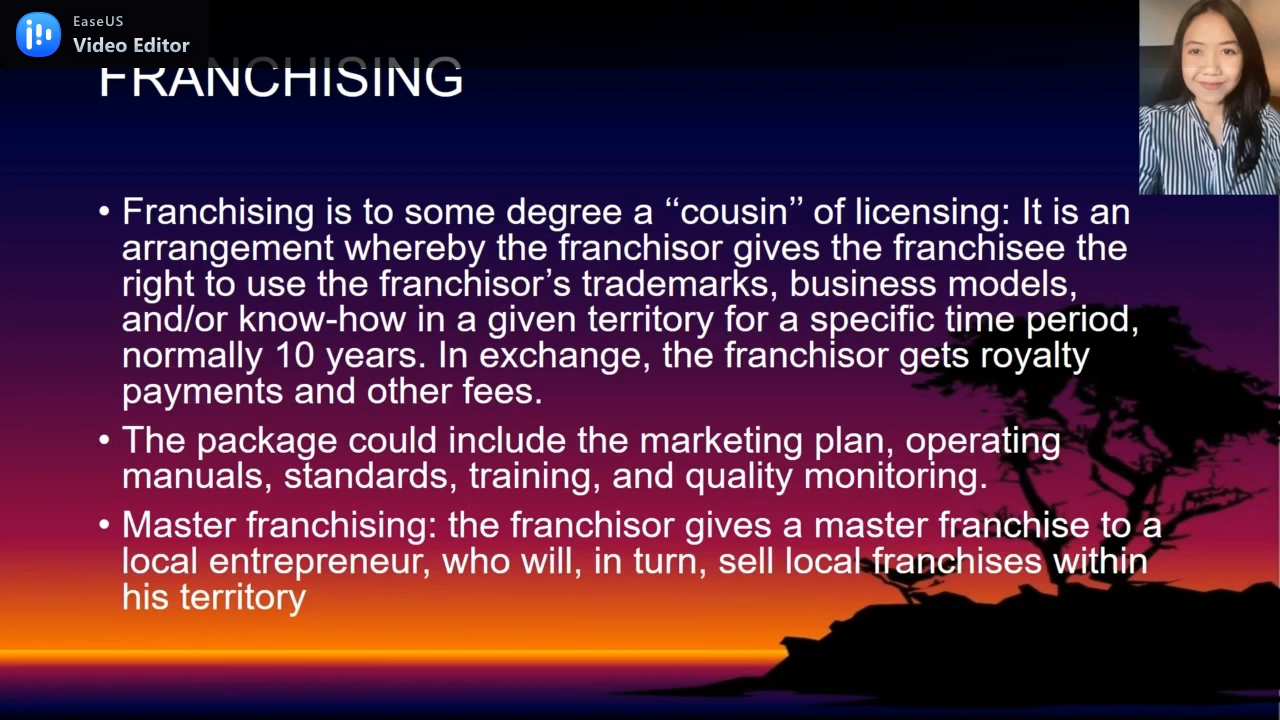 EaseUS
Video Editor
FRANCHISING
• Franchising is to some degree a ‘‘cousin’’ of licensing: It is an
arrangement whereby the franchisor gives the franchisee the
right to use the franchisor’s trademarks, business models,
and/or know-how in a given territory for a specific time period,
normally 10 years. In exchange, the franchisor gets royalty
payments and other fees.
• The package could include the marketing plan, operating
manuals, standards, training, and quality monitoring.
• Master franchising: the franchisor gives a master franchise to a
local entrepreneur, who will, in turn, sell local franchises within
his territory